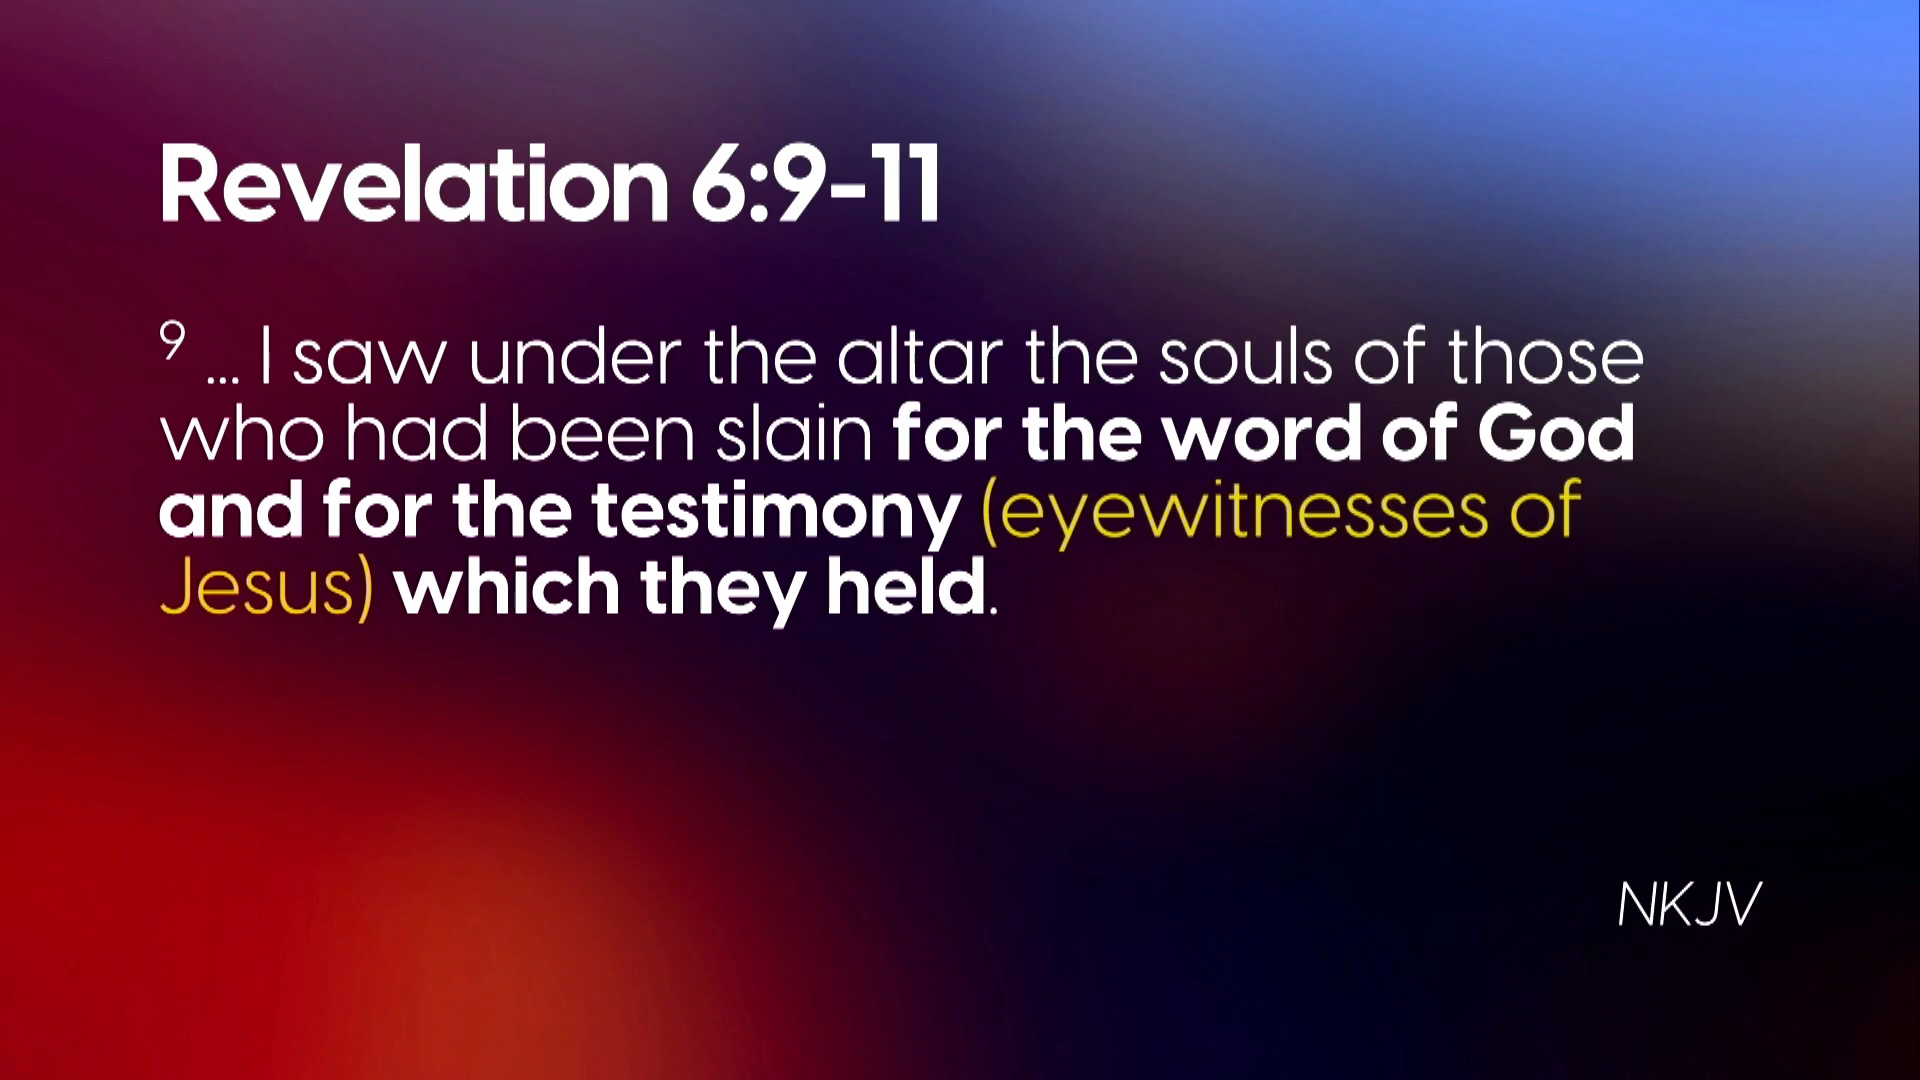 Revelation 6:9-11
9 ... I saw under the altar the souls of those
who had been slain for the word of God
and for the testimony (eyewitnesses of
Jesus) which they held.
NKJV